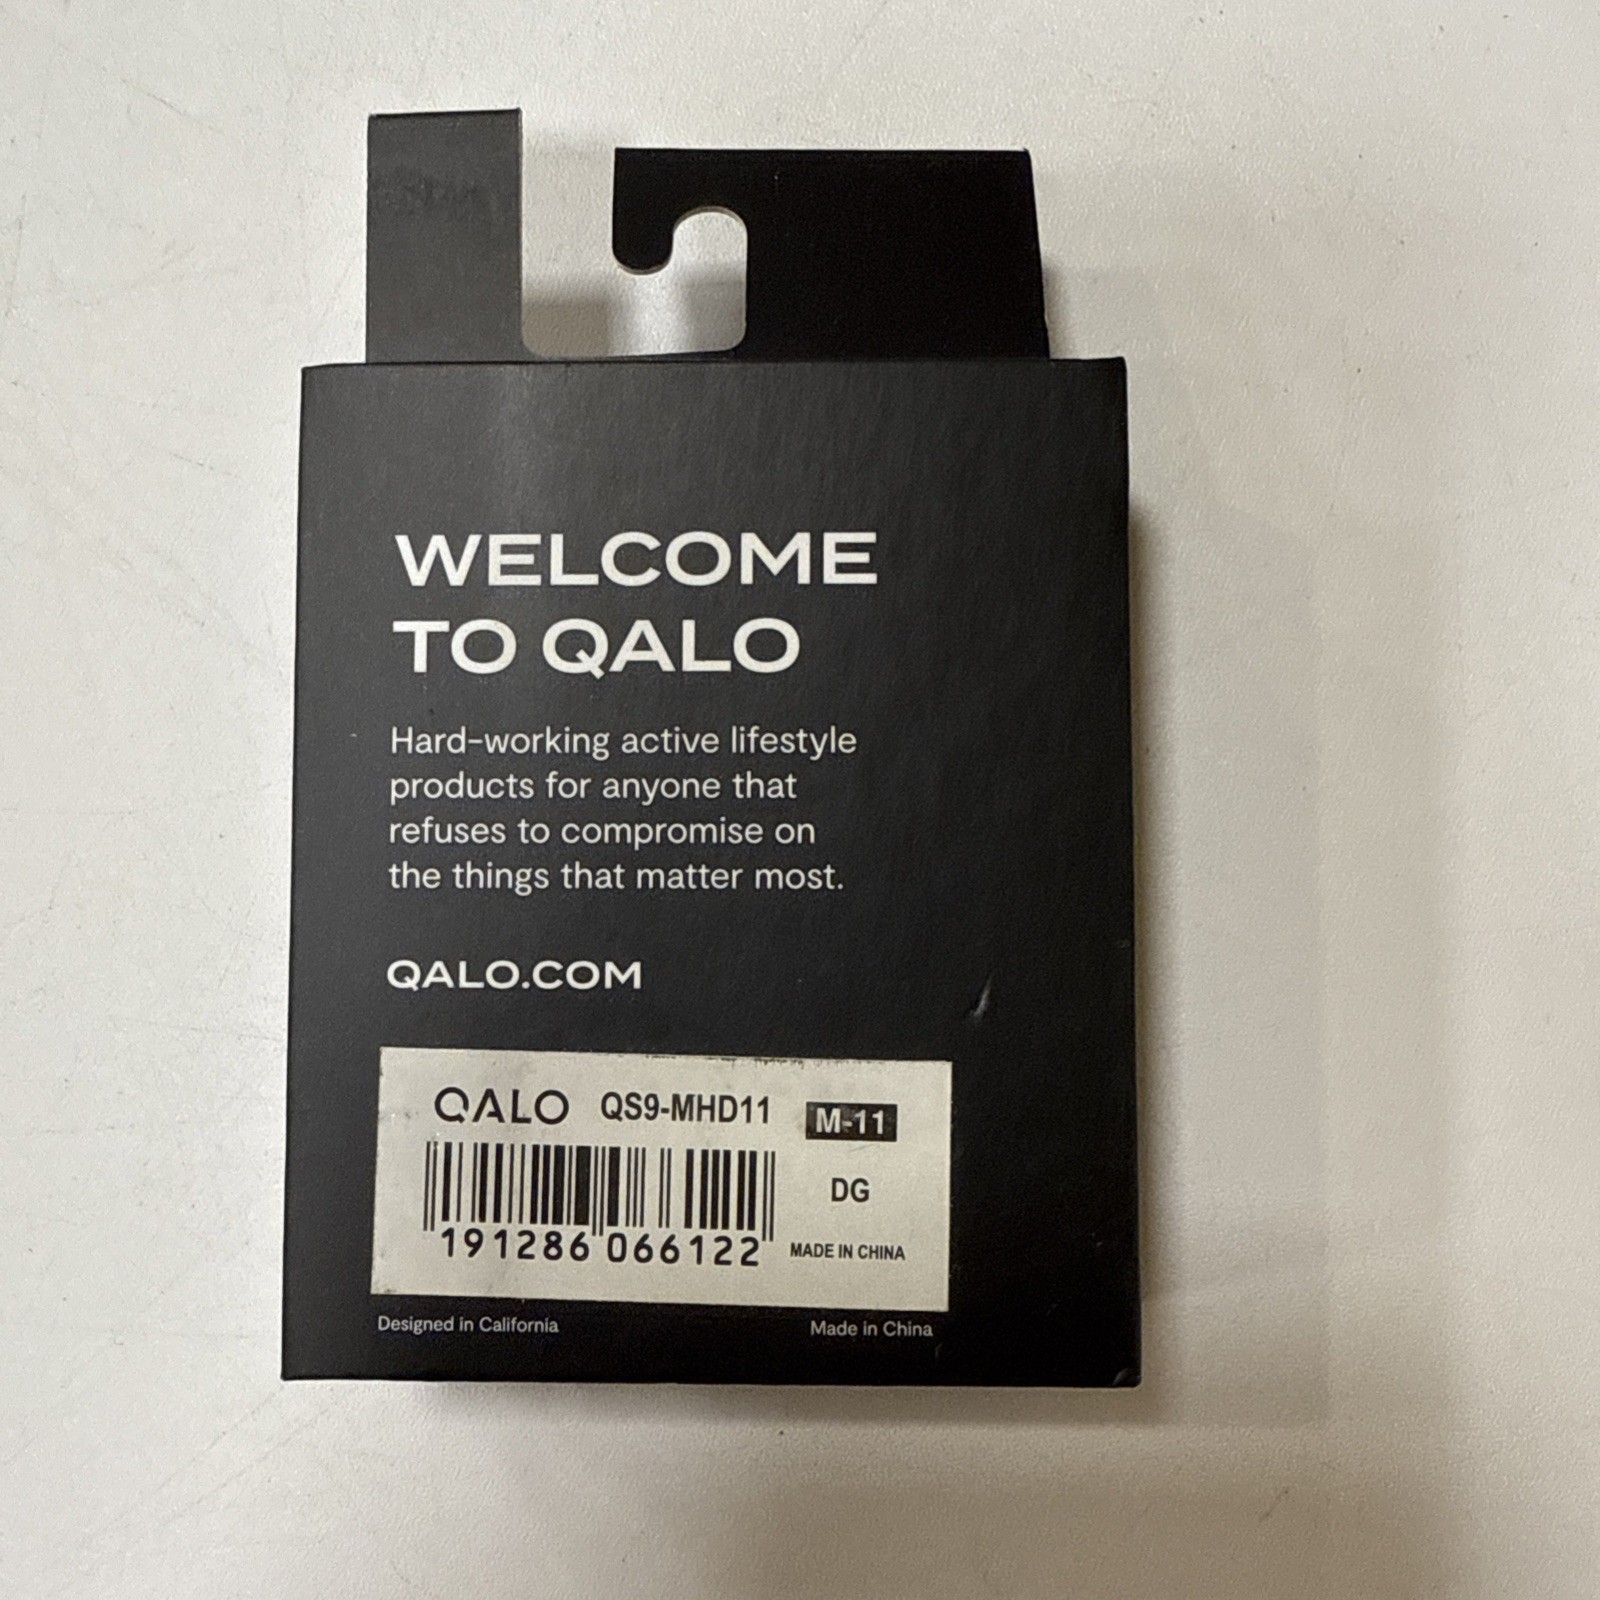 WELCOME
TO QALO
Hard-working active lifestyle
products for anyone that
refuses to compromise on
the things that matter most.
QALO.COM
QALO QS9-MHD11 M-11
DG
191286 066122 MADE IN CHINA
Designed in California Made in China